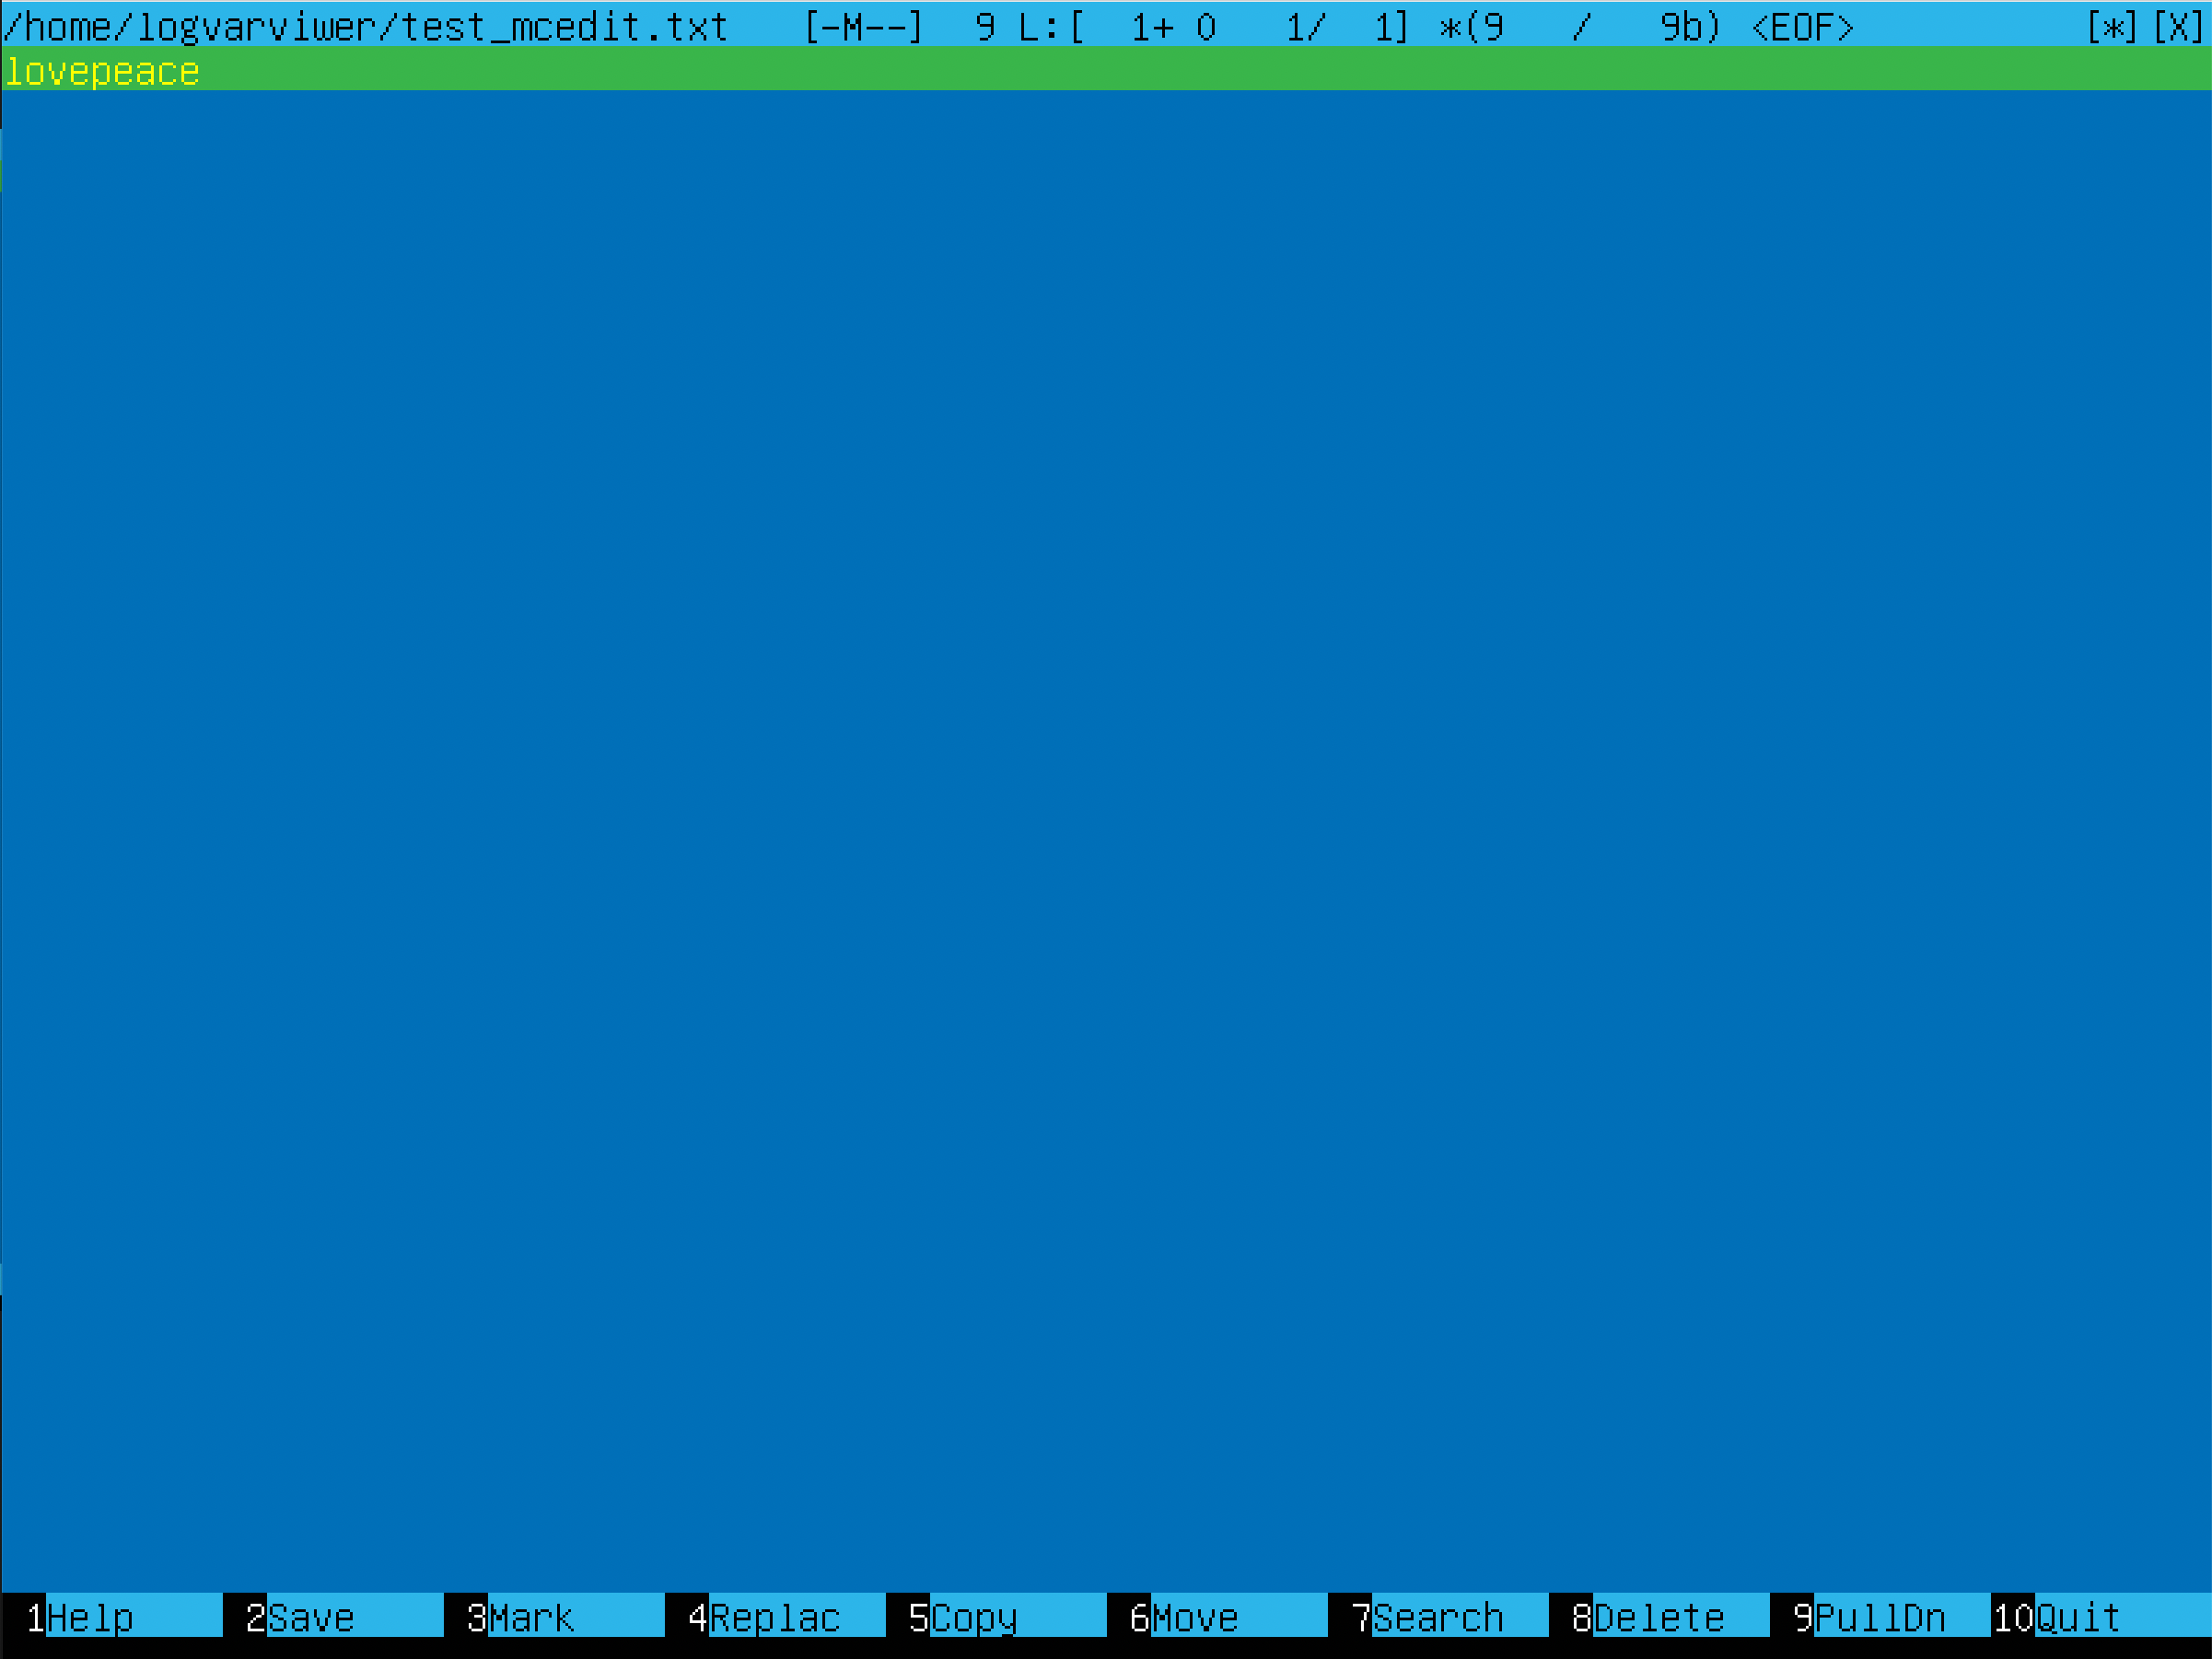 /home/logvarviwer/test_mcedit.txt [-M--] 9 L:[ 1+ 0 1/ 1] *(9 / 9b) <EOF> [*][X]
lovepeace
1Help 2Save 3Mark 4Replac 5Copy 6Move 7Search 8Delete 9PullDn 10Quit